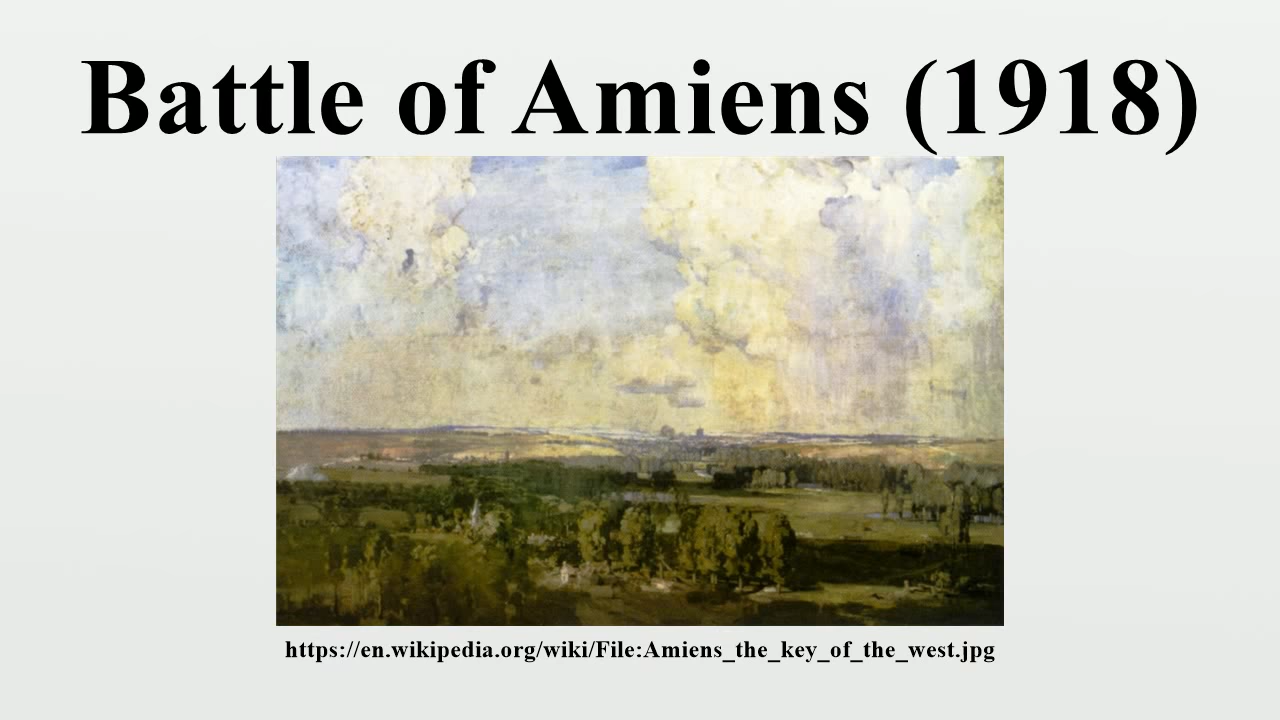 Battle of Amiens (1918)
https://en.wikipedia.org/wiki/File:Amiens_the_key_of_the_west.jpg